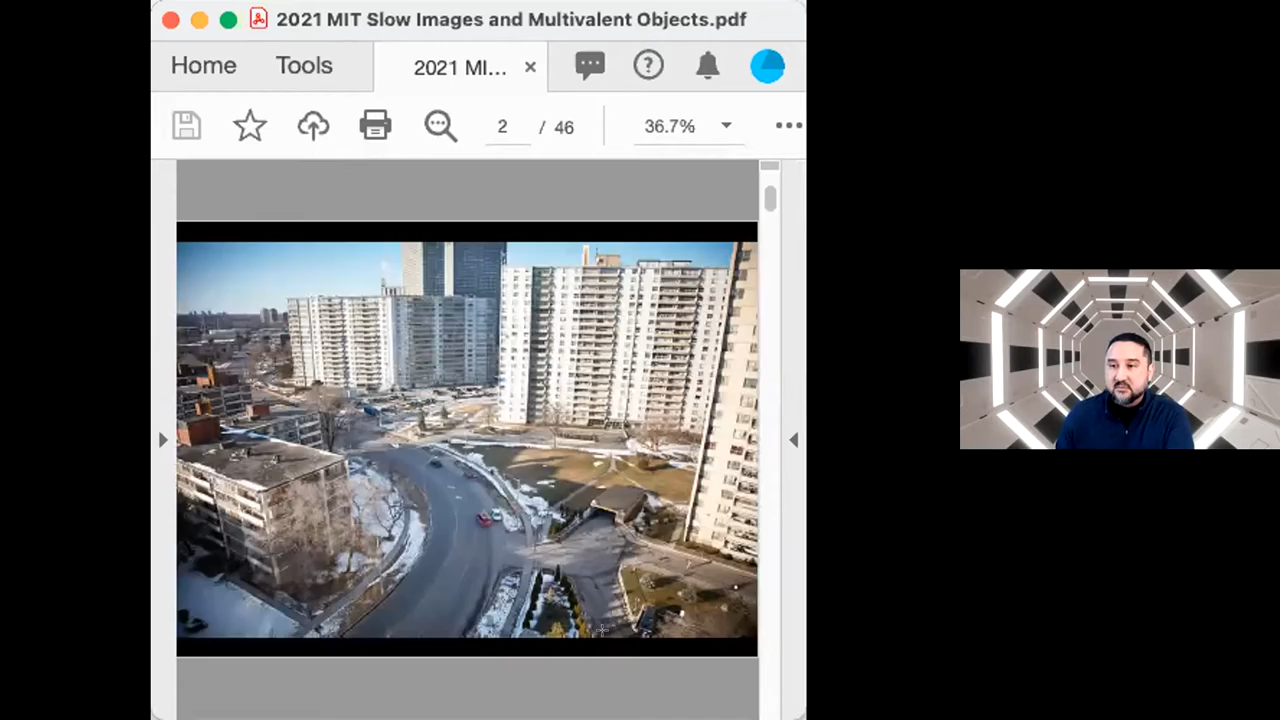 2021 MIT Slow Images and Multivalent Objects.pdf
Home Tools 2021 MI... ×
2 / 46 36.7%